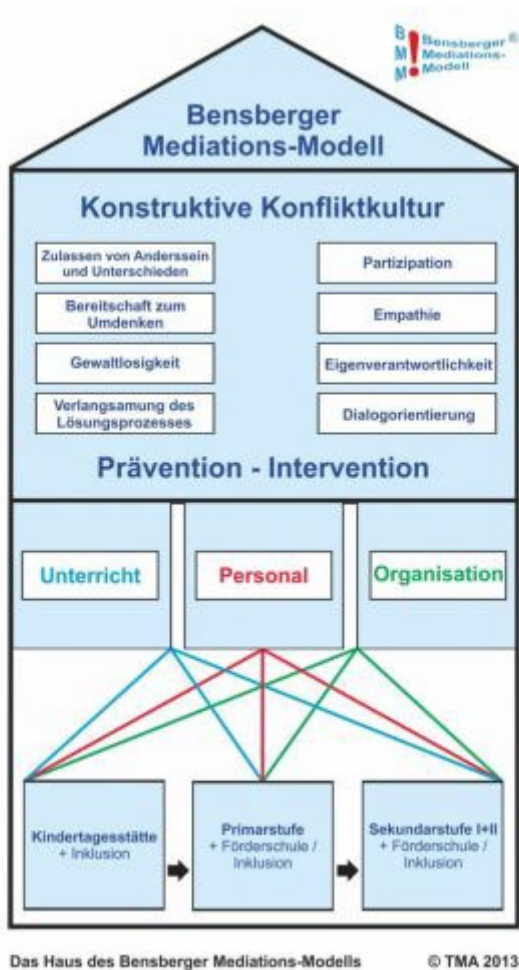 B M M ! Bensberger ®
Mediations-
Modell
Bensberger
Mediations-Modell
Konstruktive Konfliktkultur
Zulassen von Anderssein
und Unterschieden
Partizipation
Bereitschaft zum
Umdenken
Empathie
Gewaltlosigkeit
Eigenverantwortlichkeit
Verlangsamung des
Lösungsprozesses
Dialogorientierung
Prävention - Intervention
Unterricht
Personal
Organisation
Kindertagesstätte
+ Inklusion
Primarstufe
+ Förderschule /
Inklusion
Sekundarstufe I+II
+ Förderschule /
Inklusion
Das Haus des Bensberger Mediations-Modells
© TMA 2013